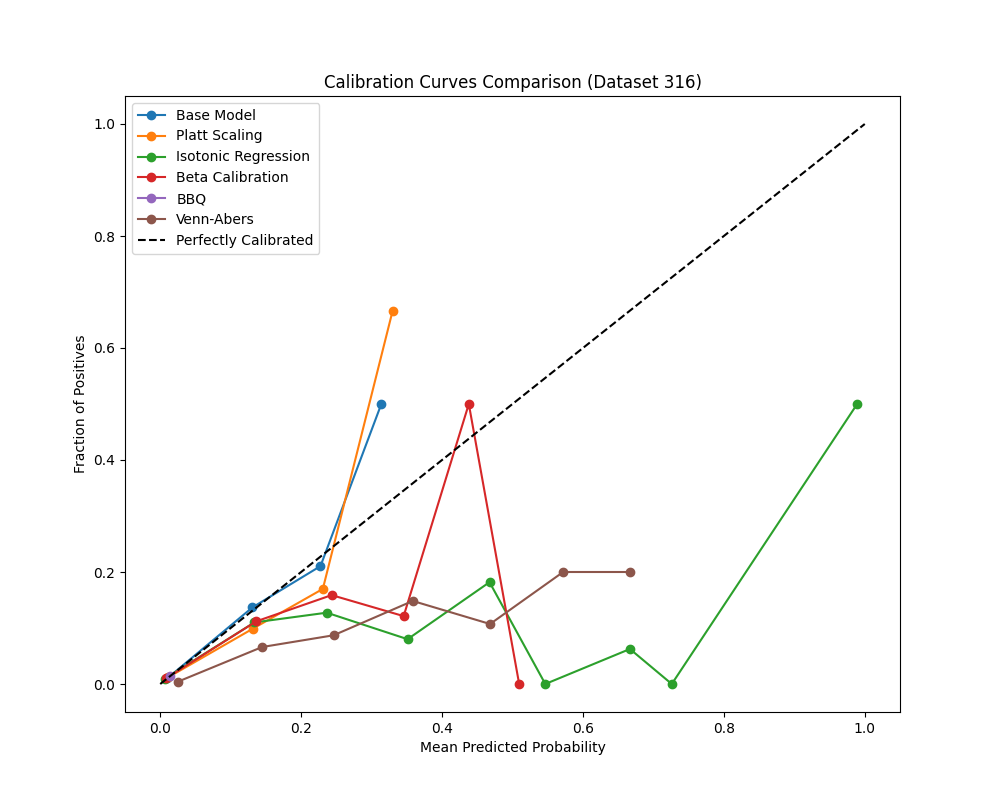 Calibration Curves Comparison (Dataset 316)
Base Model
Platt Scaling
Isotonic Regression
Beta Calibration
BBQ
Venn-Abers
Perfectly Calibrated
Fraction of Positives
1.0
0.8
0.6
0.4
0.2
0.0
0.0 0.2 0.4 0.6 0.8 1.0
Mean Predicted Probability